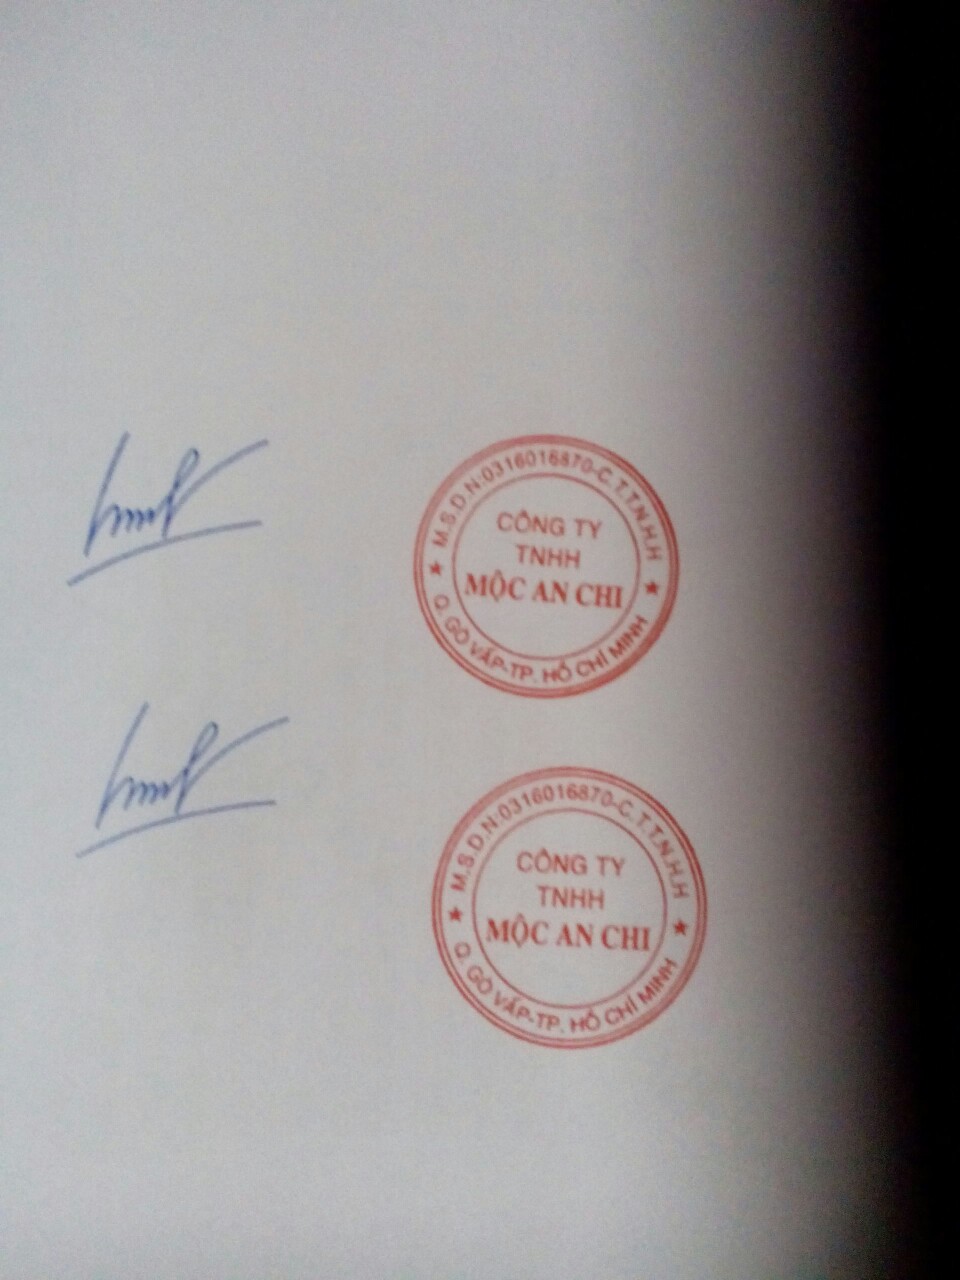 M.S.D.N:0316016870-C.T.T.N.H.H
CÔNG TY
TNHH
MỘC AN CHI
Q. GÒ VẤP-TP. HỒ CHÍ MINH
M.S.D.N:0316016870-C.T.T.N.H.H
CÔNG TY
TNHH
MỘC AN CHI
Q. GÒ VẤP-TP. HỒ CHÍ MINH